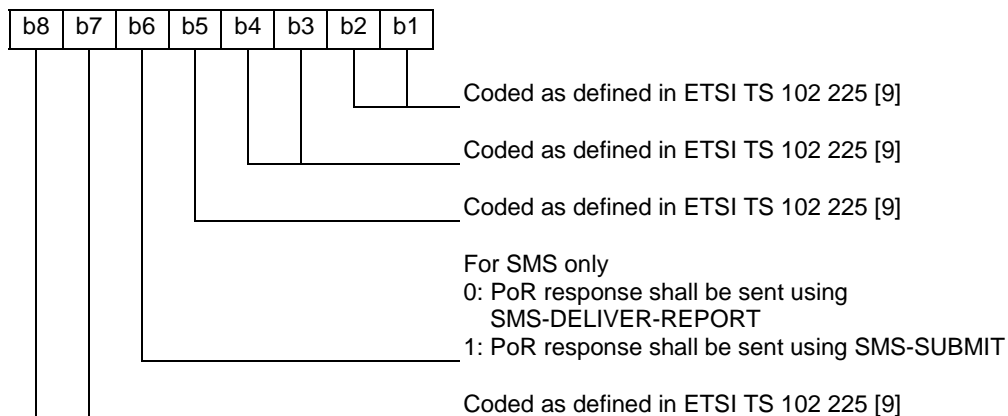 b8 b7 b6 b5 b4 b3 b2 b1
Coded as defined in ETSI TS 102 225 [9]
Coded as defined in ETSI TS 102 225 [9]
Coded as defined in ETSI TS 102 225 [9]
For SMS only
0: PoR response shall be sent using
SMS-DELIVER-REPORT
1: PoR response shall be sent using SMS-SUBMIT
Coded as defined in ETSI TS 102 225 [9]